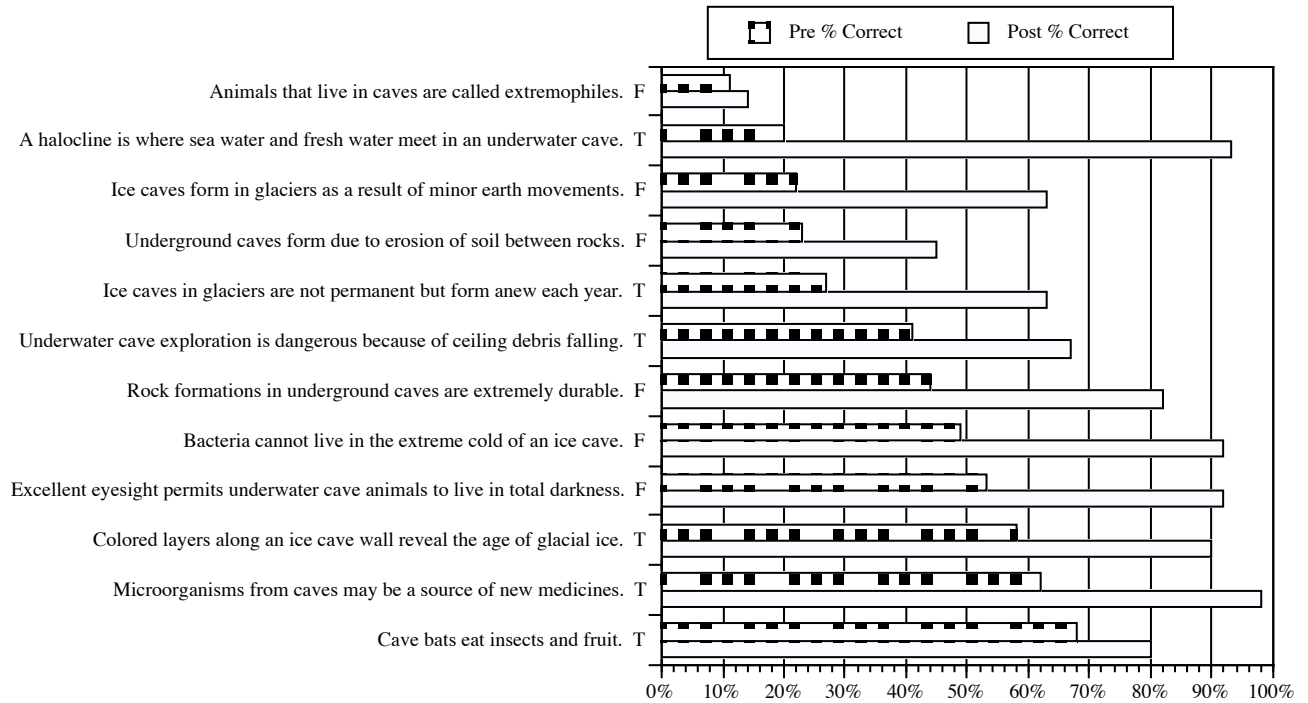 Pre % Correct Post % Correct
Animals that live in caves are called extremophiles. F
A halocline is where sea water and fresh water meet in an underwater cave. T
Ice caves form in glaciers as a result of minor earth movements. F
Underground caves form due to erosion of soil between rocks. F
Ice caves in glaciers are not permanent but form anew each year. T
Underwater cave exploration is dangerous because of ceiling debris falling. T
Rock formations in underground caves are extremely durable. F
Bacteria cannot live in the extreme cold of an ice cave. F
Excellent eyesight permits underwater cave animals to live in total darkness. F
Colored layers along an ice cave wall reveal the age of glacial ice. T
Microorganisms from caves may be a source of new medicines. T
Cave bats eat insects and fruit. T
0% 10% 20% 30% 40% 50% 60% 70% 80% 90% 100%